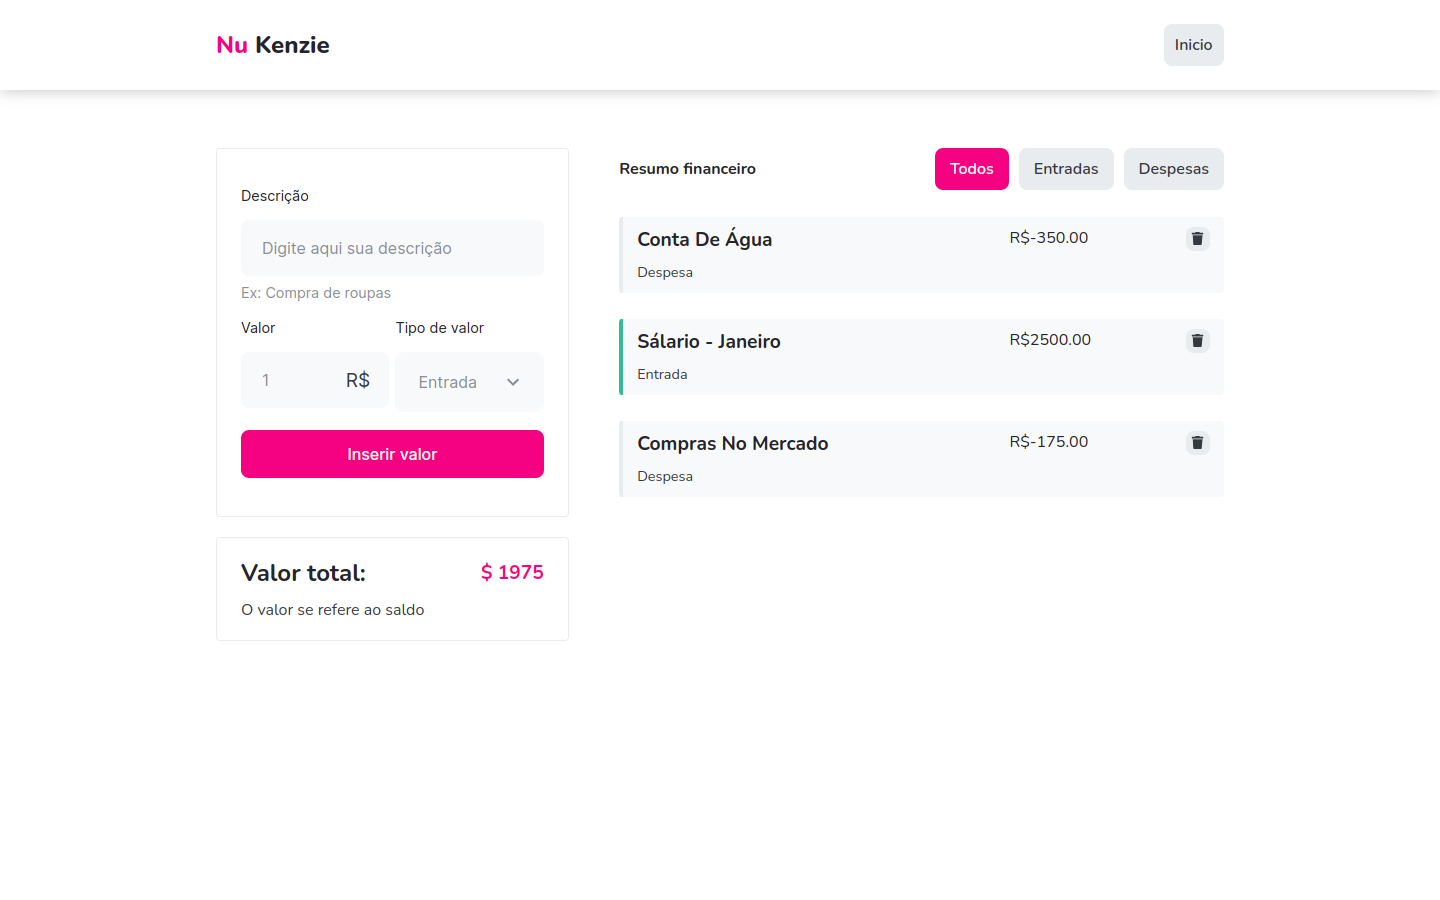 Nu Kenzie
Inicio
Descrição
Digite aqui sua descrição
Ex: Compra de roupas
Valor
Tipo de valor
1
R$
Entrada
Inserir valor
Valor total:
$ 1975
O valor se refere ao saldo
Resumo financeiro
Todos
Entradas
Despesas
Conta De Água
R$-350.00
Despesa
Sálario - Janeiro
R$2500.00
Entrada
Compras No Mercado
R$-175.00
Despesa